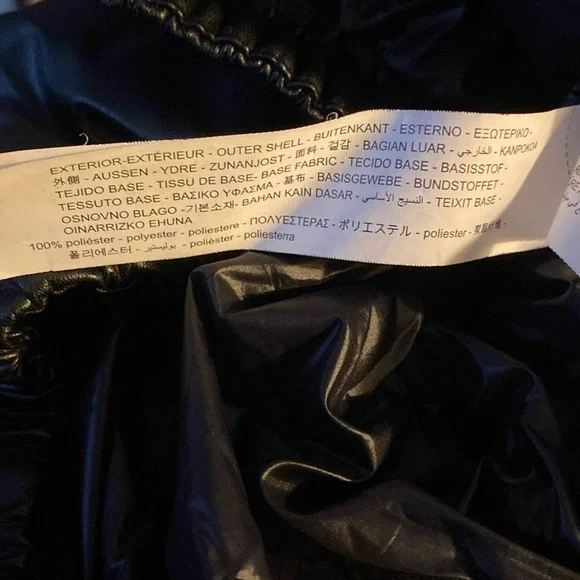 EXTERIOR-EXTÉRIEUR - OUTER SHELL - BUITENKANT - ESTERNO - ΕΞΩΤΕΡΙΚΟ -
外側 - AUSSEN - YDRE - ZUNANJOST - 面料 - 겉감 - BAGIAN LUAR - الخارجي - KANPOKOA
TEJIDO BASE - TISSU DE BASE- BASE FABRIC - TECIDO BASE - BASISSTOF -
TESSUTO BASE - ΒΑΣΙΚΟ ΥΦΑΣΜΑ - 基布 - BASISGEWEBE - BUNDSTOFFET -
OSNOVNO BLAGO -기본소재- BAHAN KAIN DASAR - النسيج الأساسي - TEIXIT BASE -
OINARRIZKO EHUNA
100% poliéster - polyester - poliestere - ΠΟΛΥΕΣΤΕΡΑΣ - ポリエステル - poliester - 聚酯纤维 -
폴리에스터 - بوليستير - polièster - poliesterra